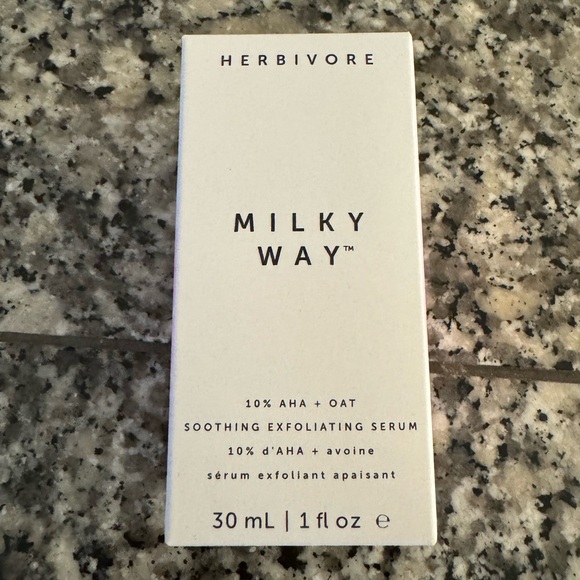 HERBIVORE
MILKY
WAY™
10% AHA + OAT
SOOTHING EXFOLIATING SERUM
10% d'AHA + avoine
sérum exfoliant apaisant
30 mL | 1 fl oz ℮